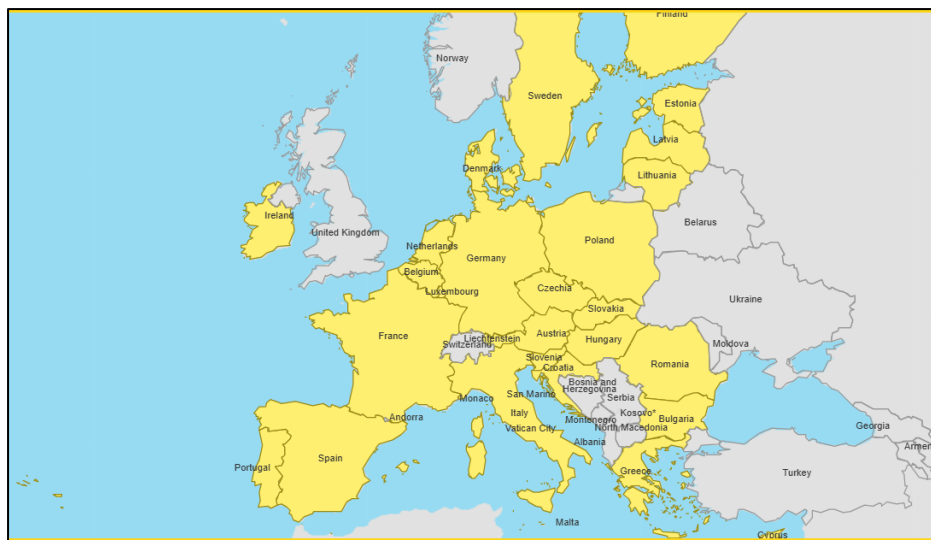 Finland
Norway
Sweden
Estonia
Latvia
Denmark
Lithuania
Ireland
Belarus
United Kingdom
Poland
Netherlands
Germany
Belgium
Czechia
Luxembourg
Ukraine
Slovakia
France
Austria
Liechtenstein
Hungary
Switzerland
Moldova
Slovenia
Romania
Croatia
Bosnia and
Herzegovina
San Marino
Monaco
Serbia
Italy
Kosovo*
Andorra
Montenegro
Bulgaria
Vatican City
North Macedonia
Georgia
Albania
Armen
Spain
Portugal
Greece
Turkey
Malta
Cyprus